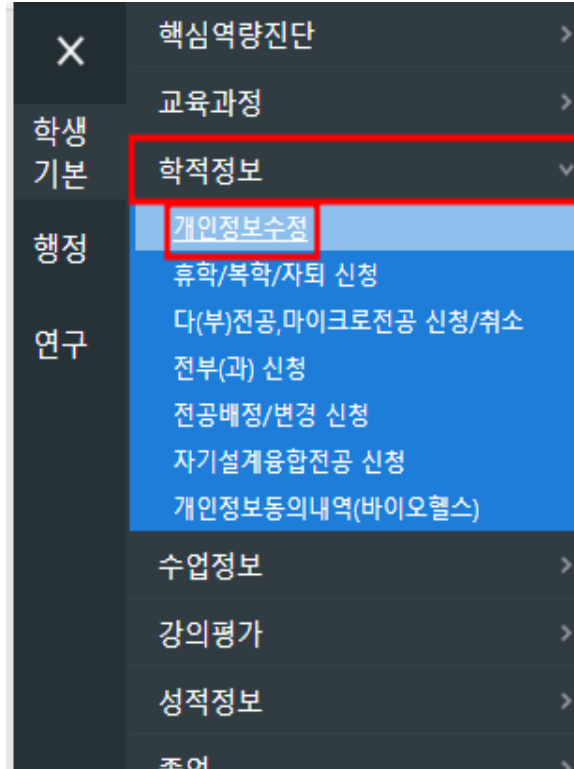 핵심역량진단
교육과정
학생
기본
학적정보
개인정보수정
행정
휴학/복학/자퇴 신청
다(부)전공,마이크로전공 신청/취소
연구
전부(과) 신청
전공배정/변경 신청
자기설계융합전공 신청
개인정보동의내역(바이오헬스)
수업정보
강의평가
성적정보
졸업